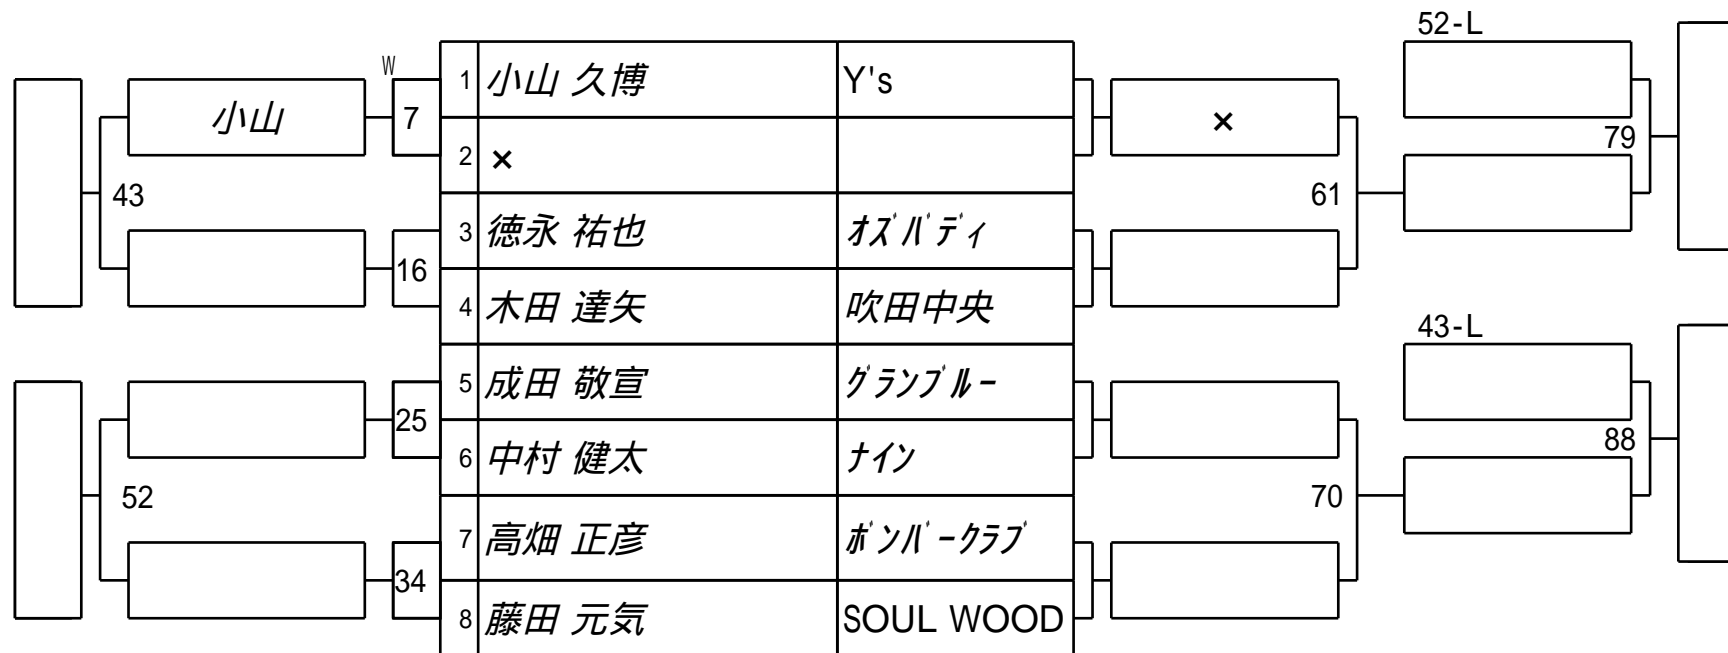 52-L
W
1 小山 久博 Y's
小山 7 ×
2 × 79
43 61
3 徳永 祐也 ｵｽﾞﾊﾞﾃﾞｨ
16
4 木田 達矢 吹田中央
43-L
5 成田 敬宣 ｸﾞﾗﾝﾌﾞﾙｰ
25 88
6 中村 健太 ﾅｲﾝ
52 70
7 高畑 正彦 ﾎﾞﾝﾊﾞｰｸﾗﾌﾞ
34
8 藤田 元気 SOUL WOOD